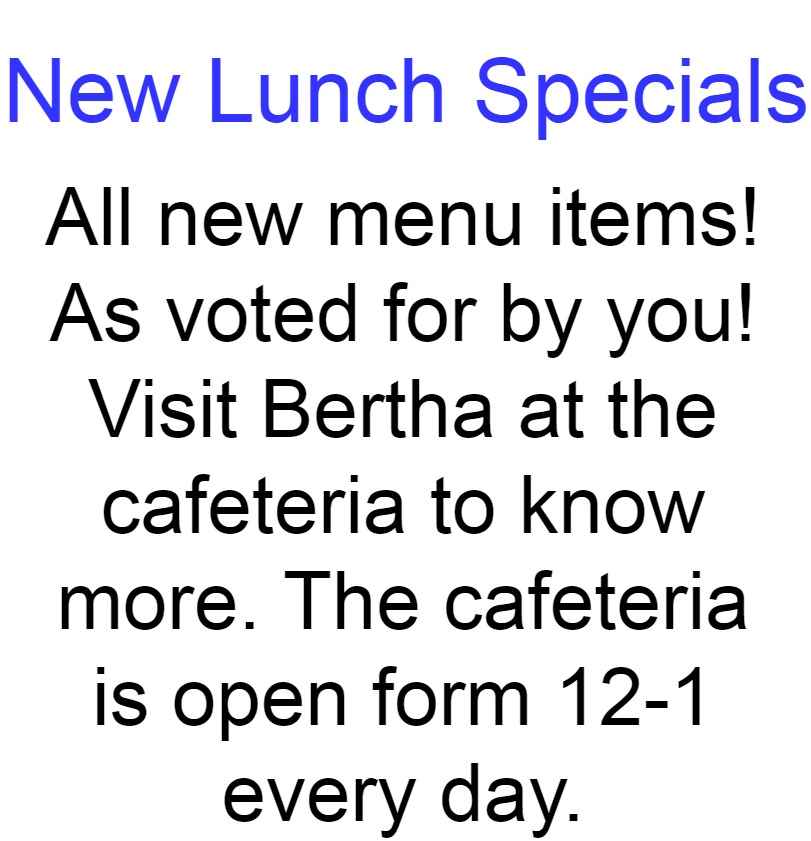 New Lunch Specials
All new menu items!
As voted for by you!
Visit Bertha at the
cafeteria to know
more. The cafeteria
is open form 12-1
every day.